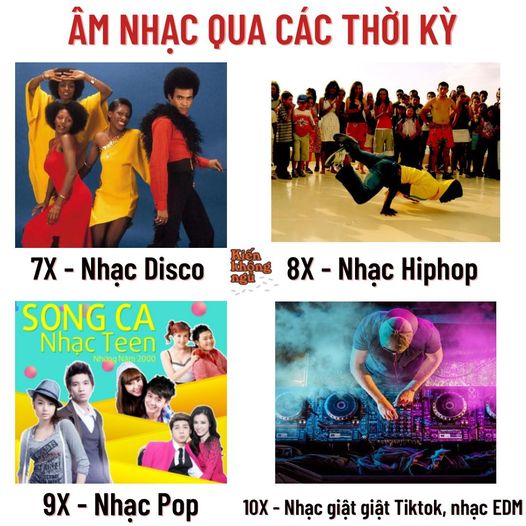 ÂM NHẠC QUA CÁC THỜI KỲ
7X - Nhạc Disco
Kiến
không
ngủ
8X - Nhạc Hiphop
SONG CA
Nhạc Teen
Những Năm 2000
9X - Nhạc Pop
10X - Nhạc giật giật Tiktok, nhạc EDM